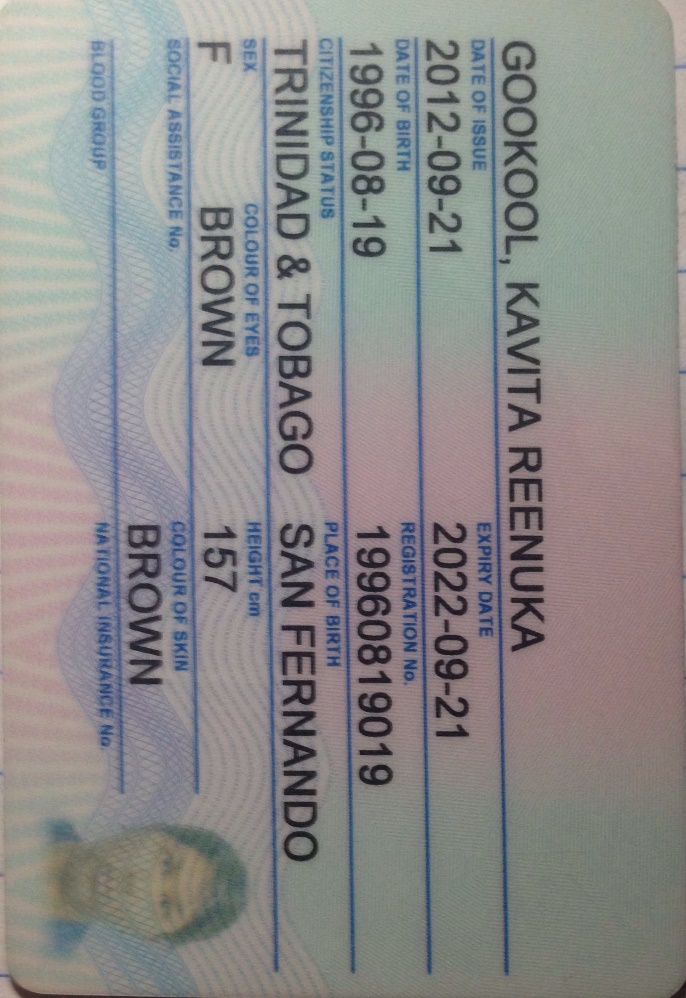 GOOKOOL, KAVITA REENUKA
DATE OF ISSUE EXPIRY DATE
2012-09-21 2022-09-21
DATE OF BIRTH REGISTRATION No.
1996-08-19 19960819019
CITIZENSHIP STATUS PLACE OF BIRTH
TRINIDAD & TOBAGO SAN FERNANDO
SEX COLOUR OF EYES HEIGHT cm
F BROWN 157
SOCIAL ASSISTANCE No. COLOUR OF SKIN
BROWN
BLOOD GROUP NATIONAL INSURANCE No.